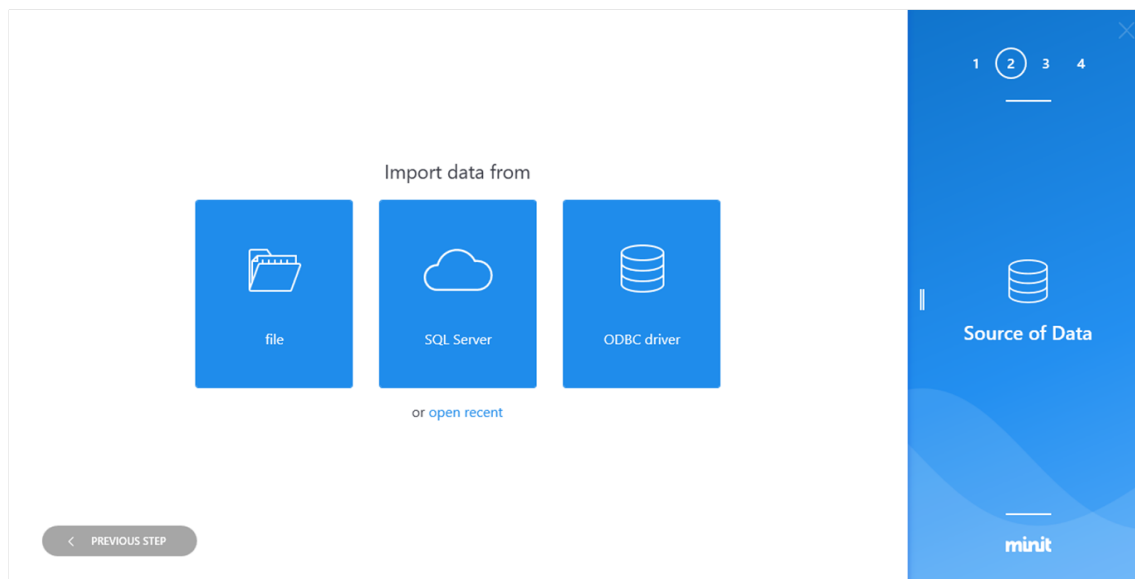 1 2 3 4
Import data from
file SQL Server ODBC driver
Source of Data
or open recent
PREVIOUS STEP
minit